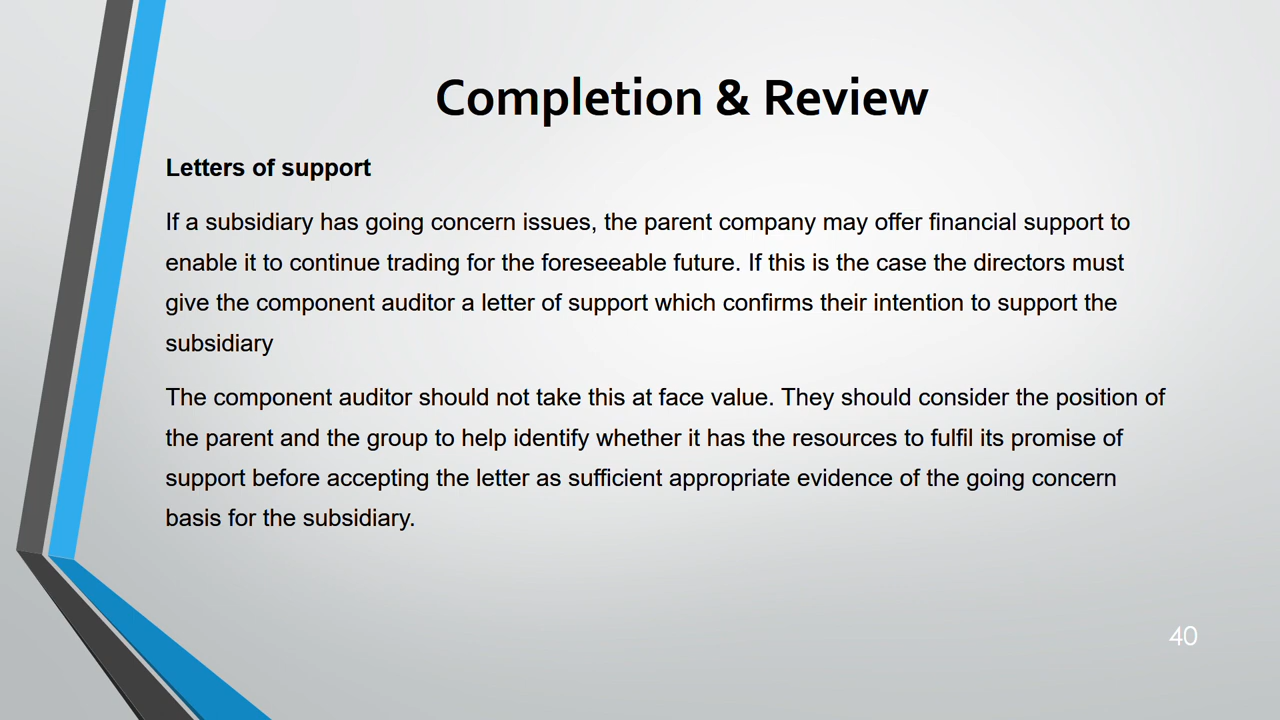 Completion & Review
Letters of support
If a subsidiary has going concern issues, the parent company may offer financial support to
enable it to continue trading for the foreseeable future. If this is the case the directors must
give the component auditor a letter of support which confirms their intention to support the
subsidiary
The component auditor should not take this at face value. They should consider the position of
the parent and the group to help identify whether it has the resources to fulfil its promise of
support before accepting the letter as sufficient appropriate evidence of the going concern
basis for the subsidiary.
40